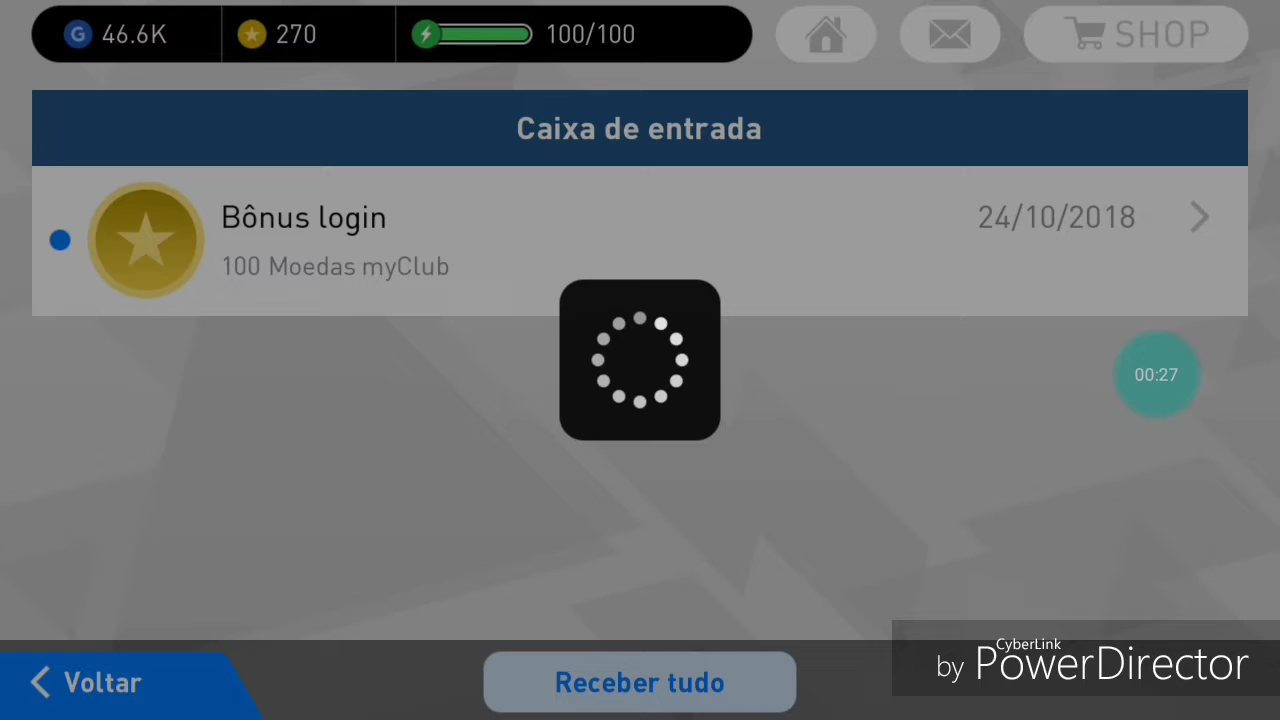 G 46.6K 270 100/100 SHOP
Caixa de entrada
Bônus login 24/10/2018
100 Moedas myClub
00:27
Voltar
Receber tudo
CyberLink
by PowerDirector